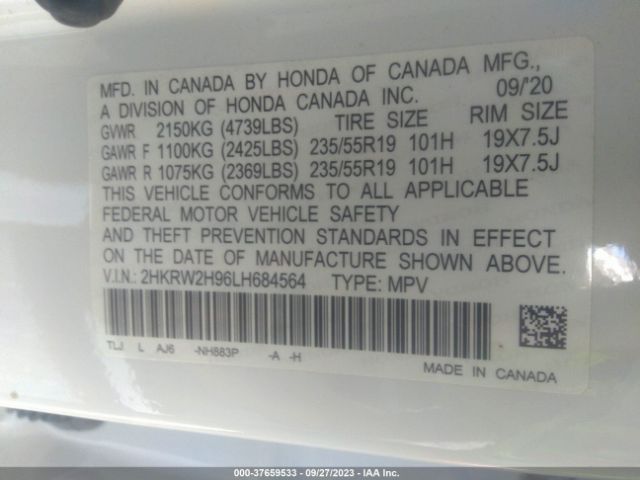 MFD. IN CANADA BY HONDA OF CANADA MFG.,
A DIVISION OF HONDA CANADA INC. 09/'20
GVWR 2150KG (4739LBS) TIRE SIZE RIM SIZE
GAWR F 1100KG (2425LBS) 235/55R19 101H 19X7.5J
GAWR R 1075KG (2369LBS) 235/55R19 101H 19X7.5J
THIS VEHICLE CONFORMS TO ALL APPLICABLE
FEDERAL MOTOR VEHICLE SAFETY
AND THEFT PREVENTION STANDARDS IN EFFECT
ON THE DATE OF MANUFACTURE SHOWN ABOVE.
V.I.N.: 2HKRW2H96LH684564 TYPE: MPV
TLJ L AJ6 -NH883P -A -H
MADE IN CANADA
000-37659533 - 09/27/2023 - IAAI.COM